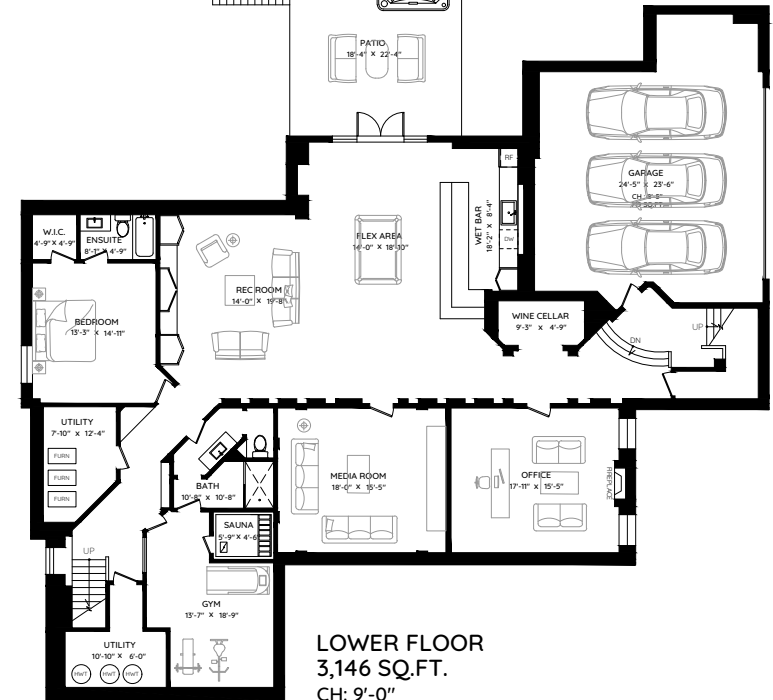 PATIO
18'-4" X 22'-4"
GARAGE
24'-5" X 23'-6"
RF
WET BAR
18'-2" X 8'-4"
DW
FLEX AREA
14'-0" X 18'-10"
W.I.C.
4'-9" X 4'-9"
ENSUITE
8'-1" X 4'-9"
REC ROOM
14'-0" X 19'-8"
BEDROOM
13'-3" X 14'-11"
WINE CELLAR
9'-3" X 4'-9"
UP
DN
UTILITY
7'-10" X 12'-4"
FURN
FURN
FURN
BATH
10'-8" X 10'-8"
MEDIA ROOM
18'-0" X 15'-5"
OFFICE
17'-11" X 15'-5"
FIREPLACE
SAUNA
5'-9" X 4'-6"
UP
GYM
13'-7" X 18'-9"
UTILITY
10'-10" X 6'-0"
HWT
HWT
HWT
LOWER FLOOR
3,146 SQ.FT.
CH: 9'-0"